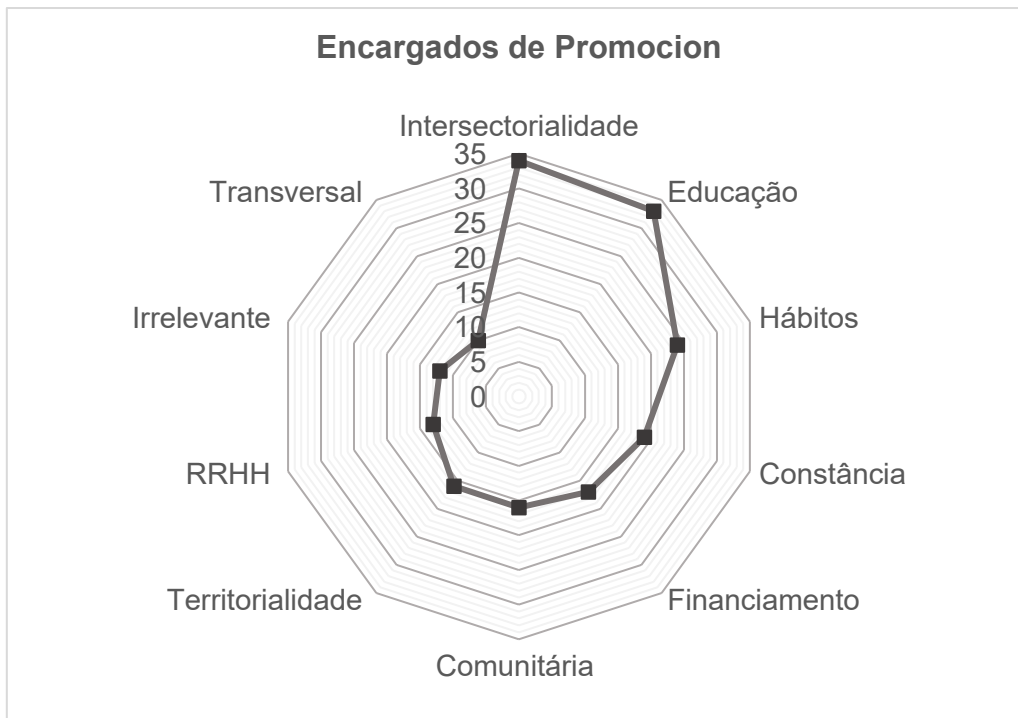 Encargados de Promocion
Intersectorialidade
35
Transversal
30
Educação
25
20
15
Irrelevante
10
Hábitos
5
0
RRHH
Constância
Territorialidade
Financiamento
Comunitária